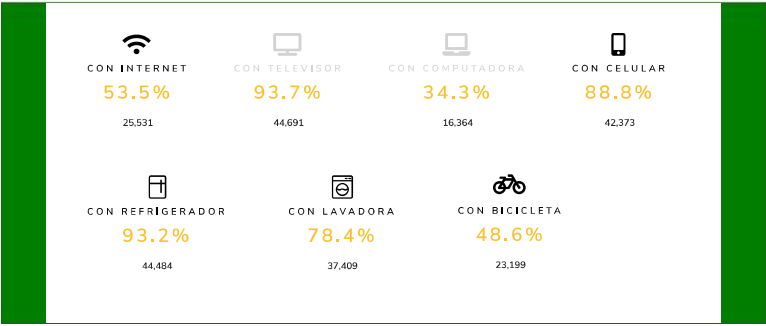 CON INTERNET CON TELEVISOR CON COMPUTADORA CON CELULAR
53.5% 93.7% 34.3% 88.8%
25,531 44,691 16,364 42,373
CON REFRIGERADOR CON LAVADORA CON BICICLETA
93.2% 78.4% 48.6%
44,484 37,409 23,199